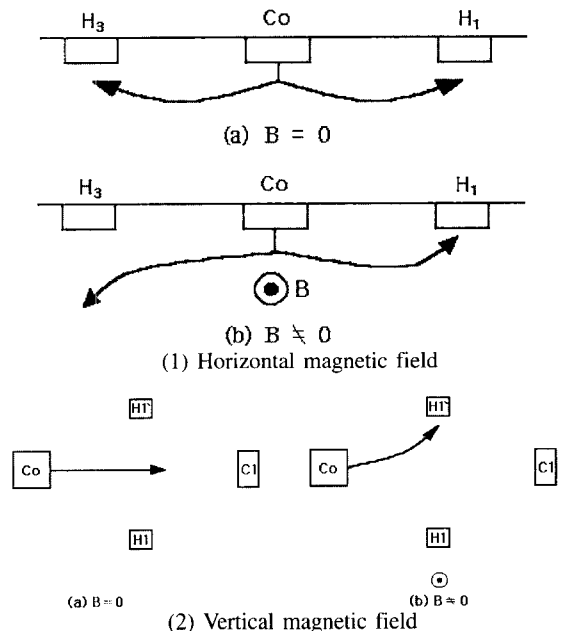 H₃ Co H₁
(a) B = 0
H₃ Co H₁
B
(b) B ≒ 0
(1) Horizontal magnetic field
H1` H1`
Co C1 Co C1
H1 H1
(a) B = 0 (b) B ≒ 0
(2) Vertical magnetic field